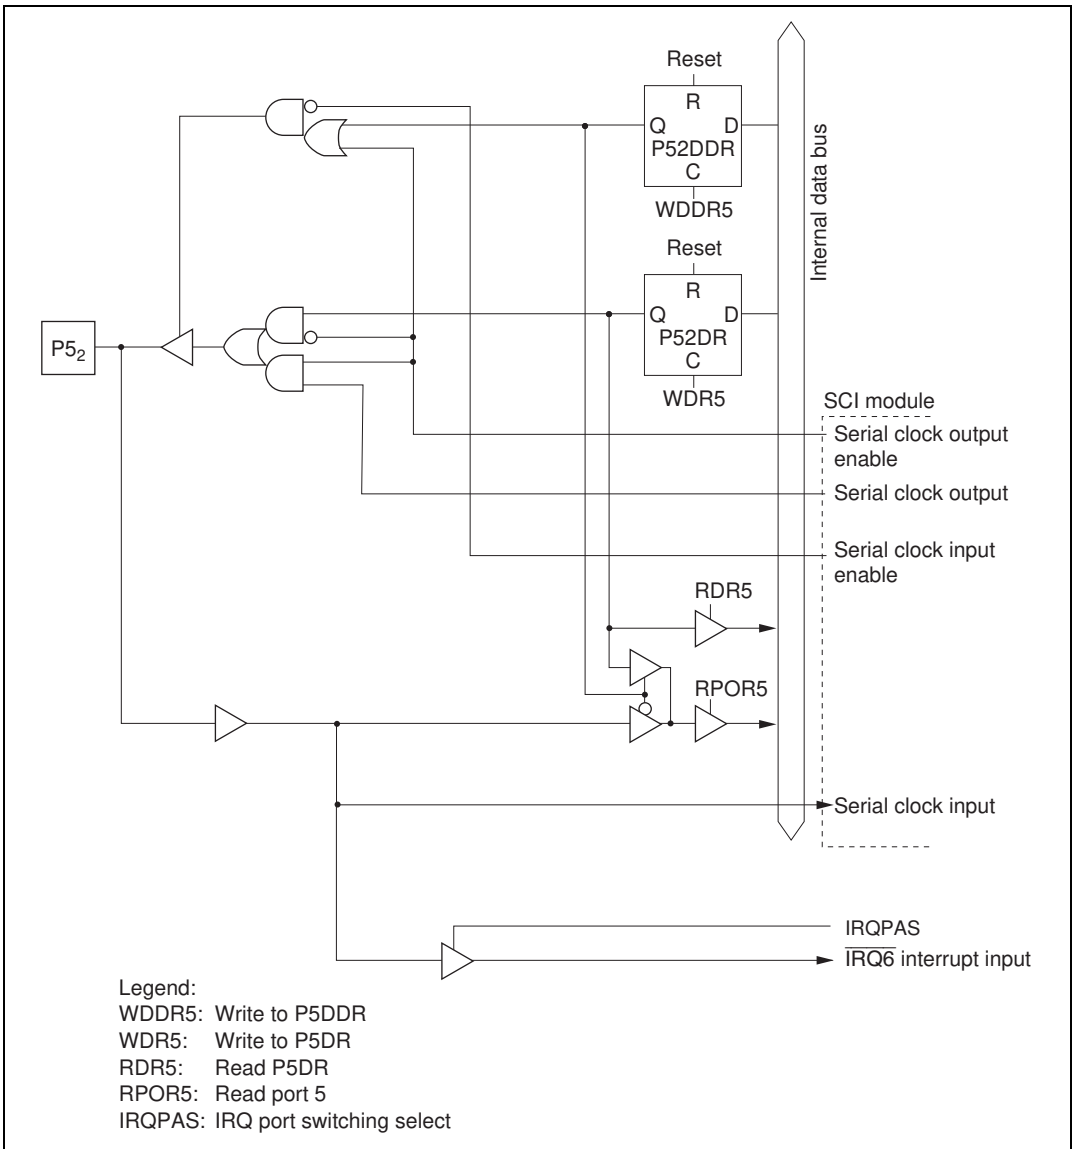 Reset
R
Q D
P52DDR
C
WDDR5
Internal data bus
Reset
R
Q D
P52DR
C
WDR5
P5₂
SCI module
Serial clock output
enable
Serial clock output
Serial clock input
enable
RDR5
RPOR5
Serial clock input
IRQPAS
I̅R̅Q̅6̅ interrupt input
Legend:
WDDR5: Write to P5DDR
WDR5: Write to P5DR
RDR5: Read P5DR
RPOR5: Read port 5
IRQPAS: IRQ port switching select